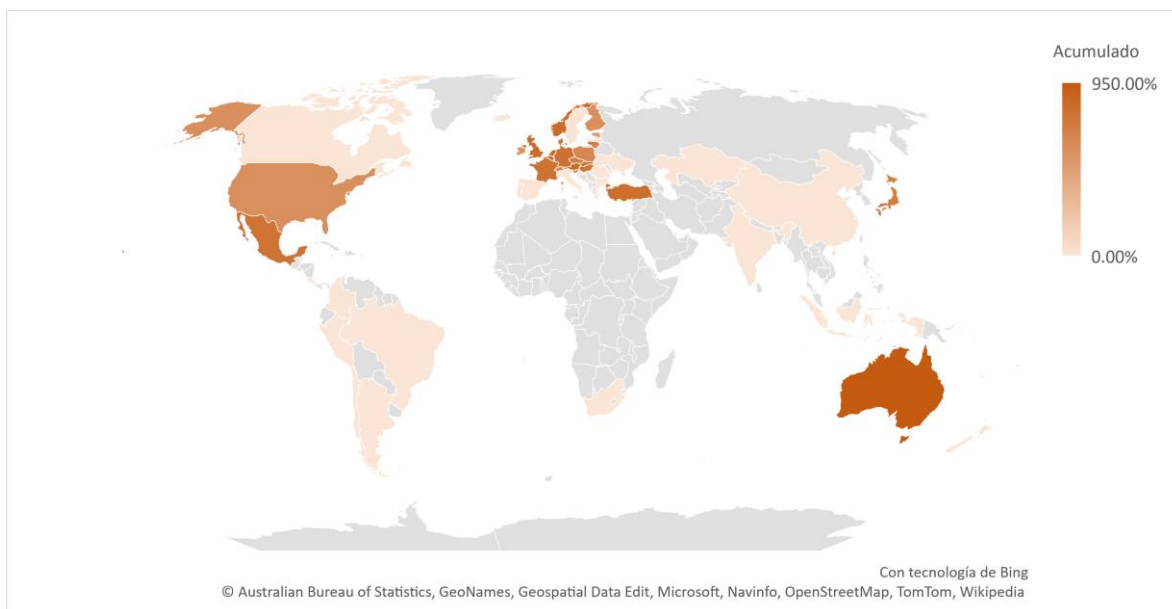 Acumulado
950.00%
0.00%
Con tecnología de Bing
© Australian Bureau of Statistics, GeoNames, Geospatial Data Edit, Microsoft, Navinfo, OpenStreetMap, TomTom, Wikipedia